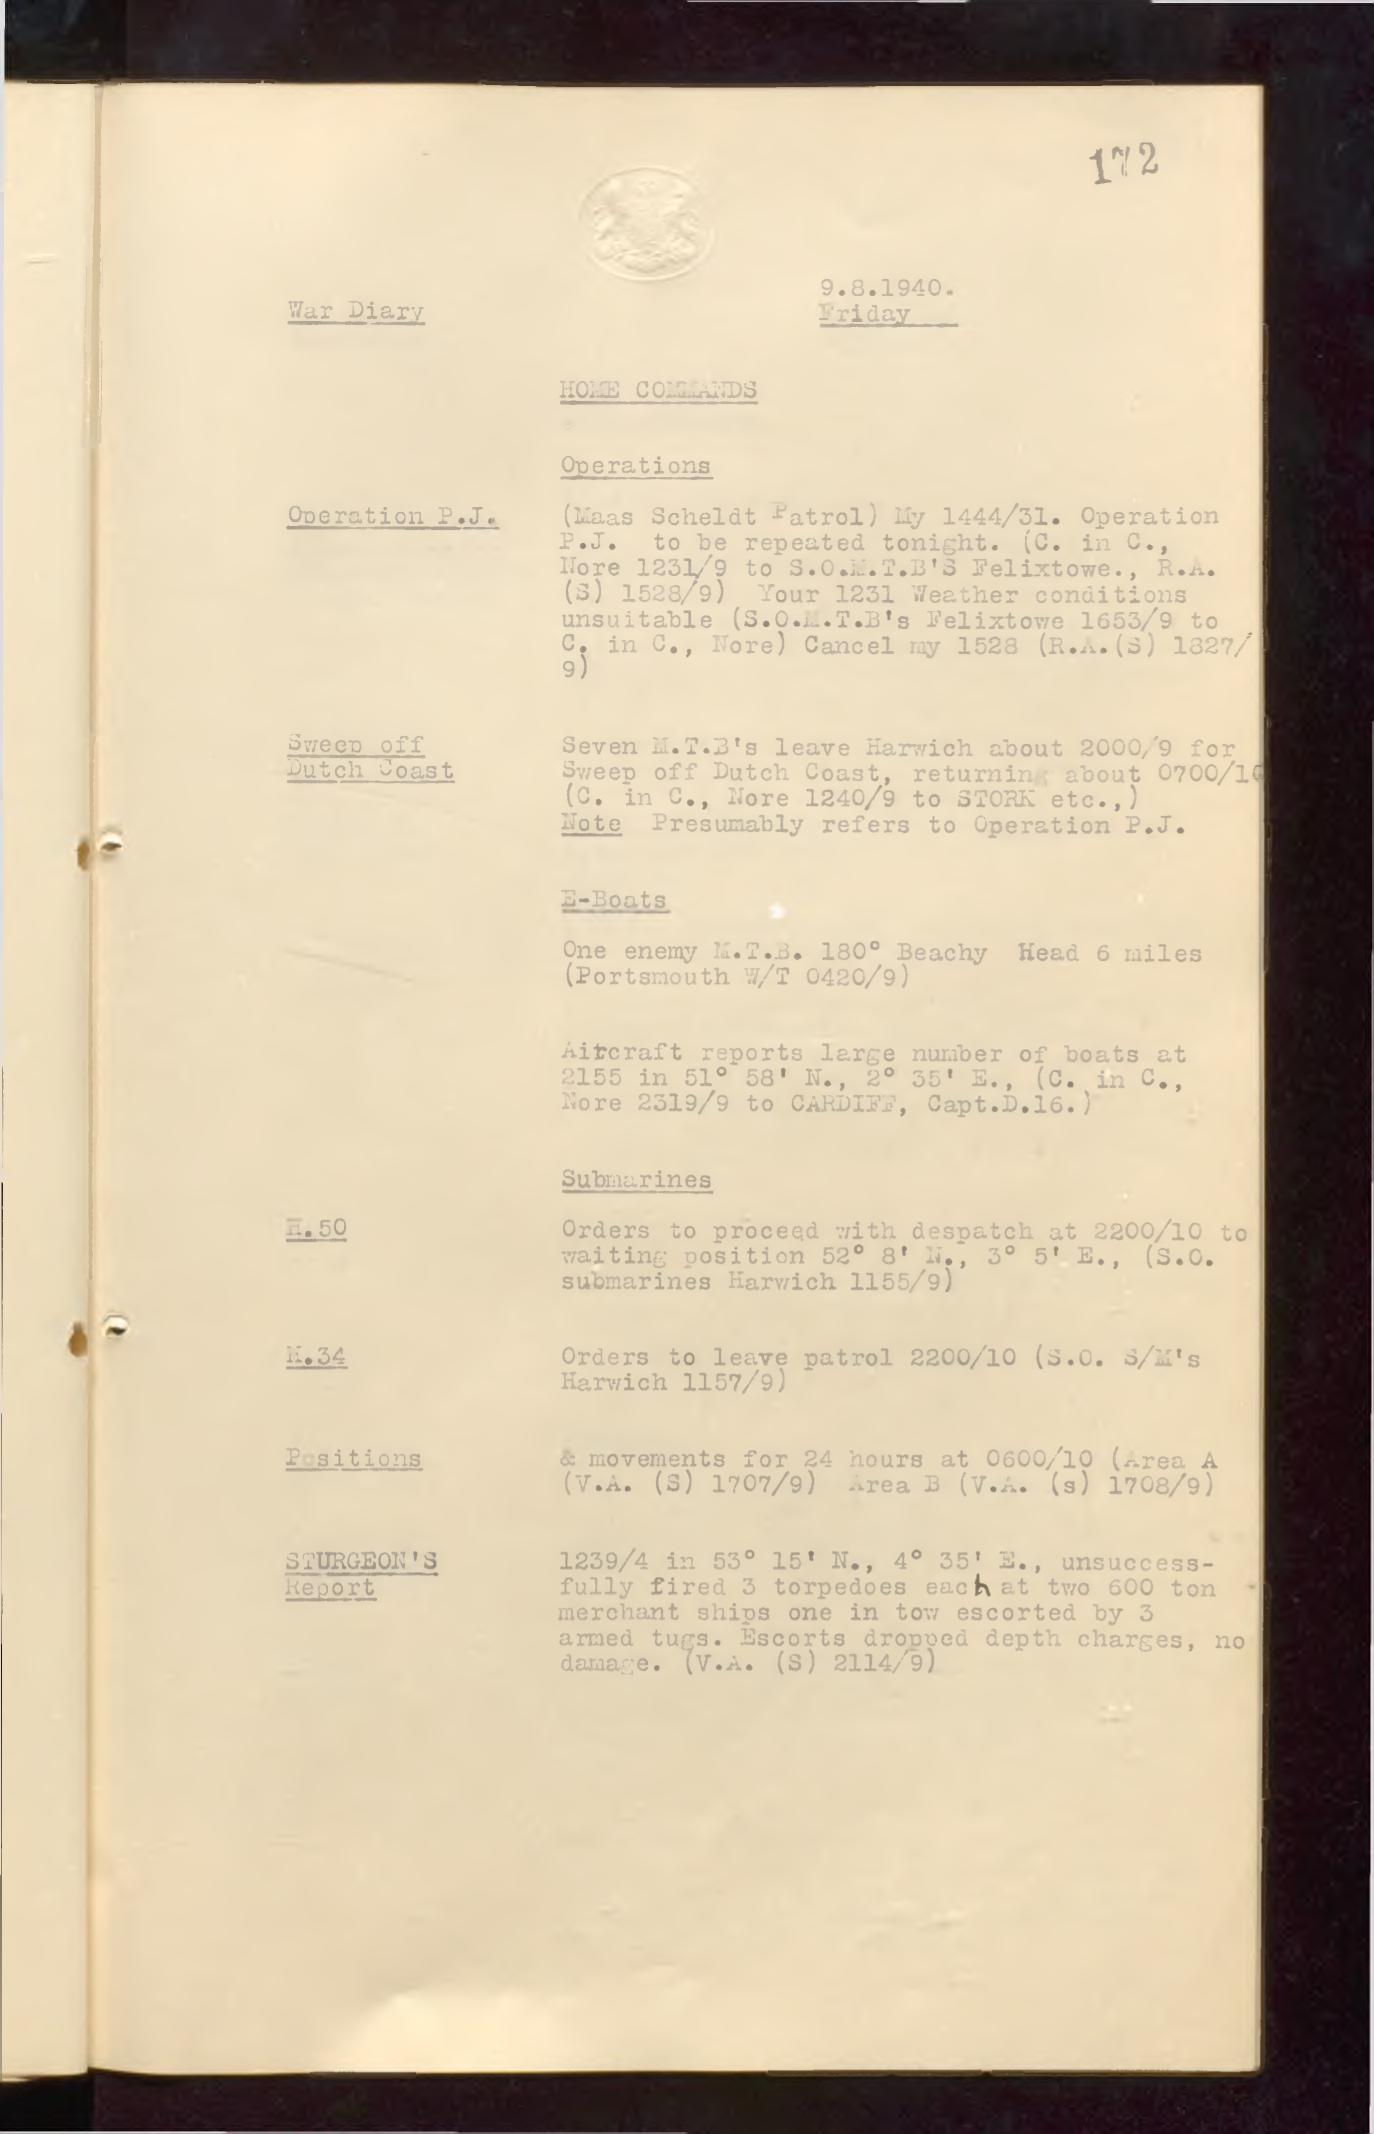 172
9.8.1940.
War Diary
Friday
HOME COMMANDS
Operations
Operation P.J.
(Maas Scheldt Patrol) My 1444/31. Operation
P.J. to be repeated tonight. (C. in C.,
Nore 1231/9 to S.O.M.T.B'S Felixtowe., R.A.
(S) 1528/9) Your 1231 Weather conditions
unsuitable (S.O.M.T.B's Felixtowe 1653/9 to
C. in C., Nore) Cancel my 1528 (R.A.(S) 1827/
9)
Sweep off
Dutch Coast
Seven M.T.B's leave Harwich about 2000/9 for
Sweep off Dutch Coast, returning about 0700/10
(C. in C., Nore 1240/9 to STORK etc.,)
Note Presumably refers to Operation P.J.
E-Boats
One enemy M.T.B. 180° Beachy Head 6 miles
(Portsmouth W/T 0420/9)
Aircraft reports large number of boats at
2155 in 51° 58' N., 2° 35' E., (C. in C.,
Nore 2319/9 to CARDIFF, Capt.D.16.)
Submarines
H.50
Orders to proceed with despatch at 2200/10 to
waiting position 52° 8' N., 3° 5' E., (S.O.
submarines Harwich 1155/9)
H.34
Orders to leave patrol 2200/10 (S.O. S/M's
Harwich 1157/9)
Positions
& movements for 24 hours at 0600/10 (Area A
(V.A. (S) 1707/9) Area B (V.A. (s) 1708/9)
STURGEON'S
Report
1239/4 in 53° 15' N., 4° 35' E., unsuccess-
fully fired 3 torpedoes each at two 600 ton
merchant ships one in tow escorted by 3
armed tugs. Escorts dropped depth charges, no
damage. (V.A. (S) 2114/9)